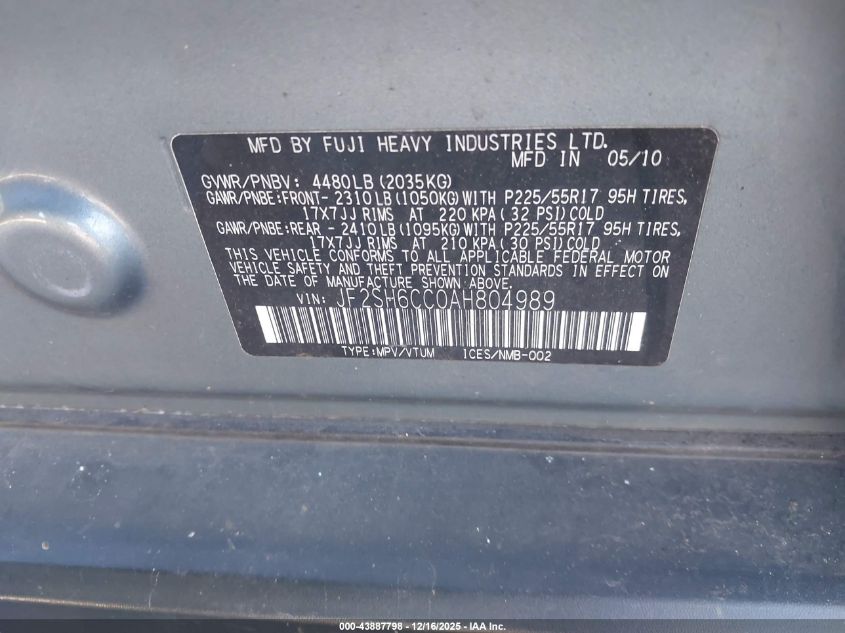 MFD BY FUJI HEAVY INDUSTRIES LTD.
MFD IN 05/10
GVWR/PNBV: 4480LB (2035KG)
GAWR/PNBE:FRONT- 2310LB (1050KG) WITH P225/55R17 95H TIRES,
17X7JJ RIMS AT 220 KPA ( 32 PSI) COLD
GAWR/PNBE:REAR - 2410LB (1095KG) WITH P225/55R17 95H TIRES,
17X7JJ RIMS AT 210 KPA ( 30 PSI) COLD
THIS VEHICLE CONFORMS TO ALL APPLICABLE FEDERAL MOTOR
VEHICLE SAFETY AND THEFT PREVENTION STANDARDS IN EFFECT ON
THE DATE OF MANUFACTURE SHOWN ABOVE.
VIN: JF2SH6CC0AH804989
TYPE:MPV/VTUM ICES/NMB-002
000-43887798 - 12/16/2025 - IAA Inc.